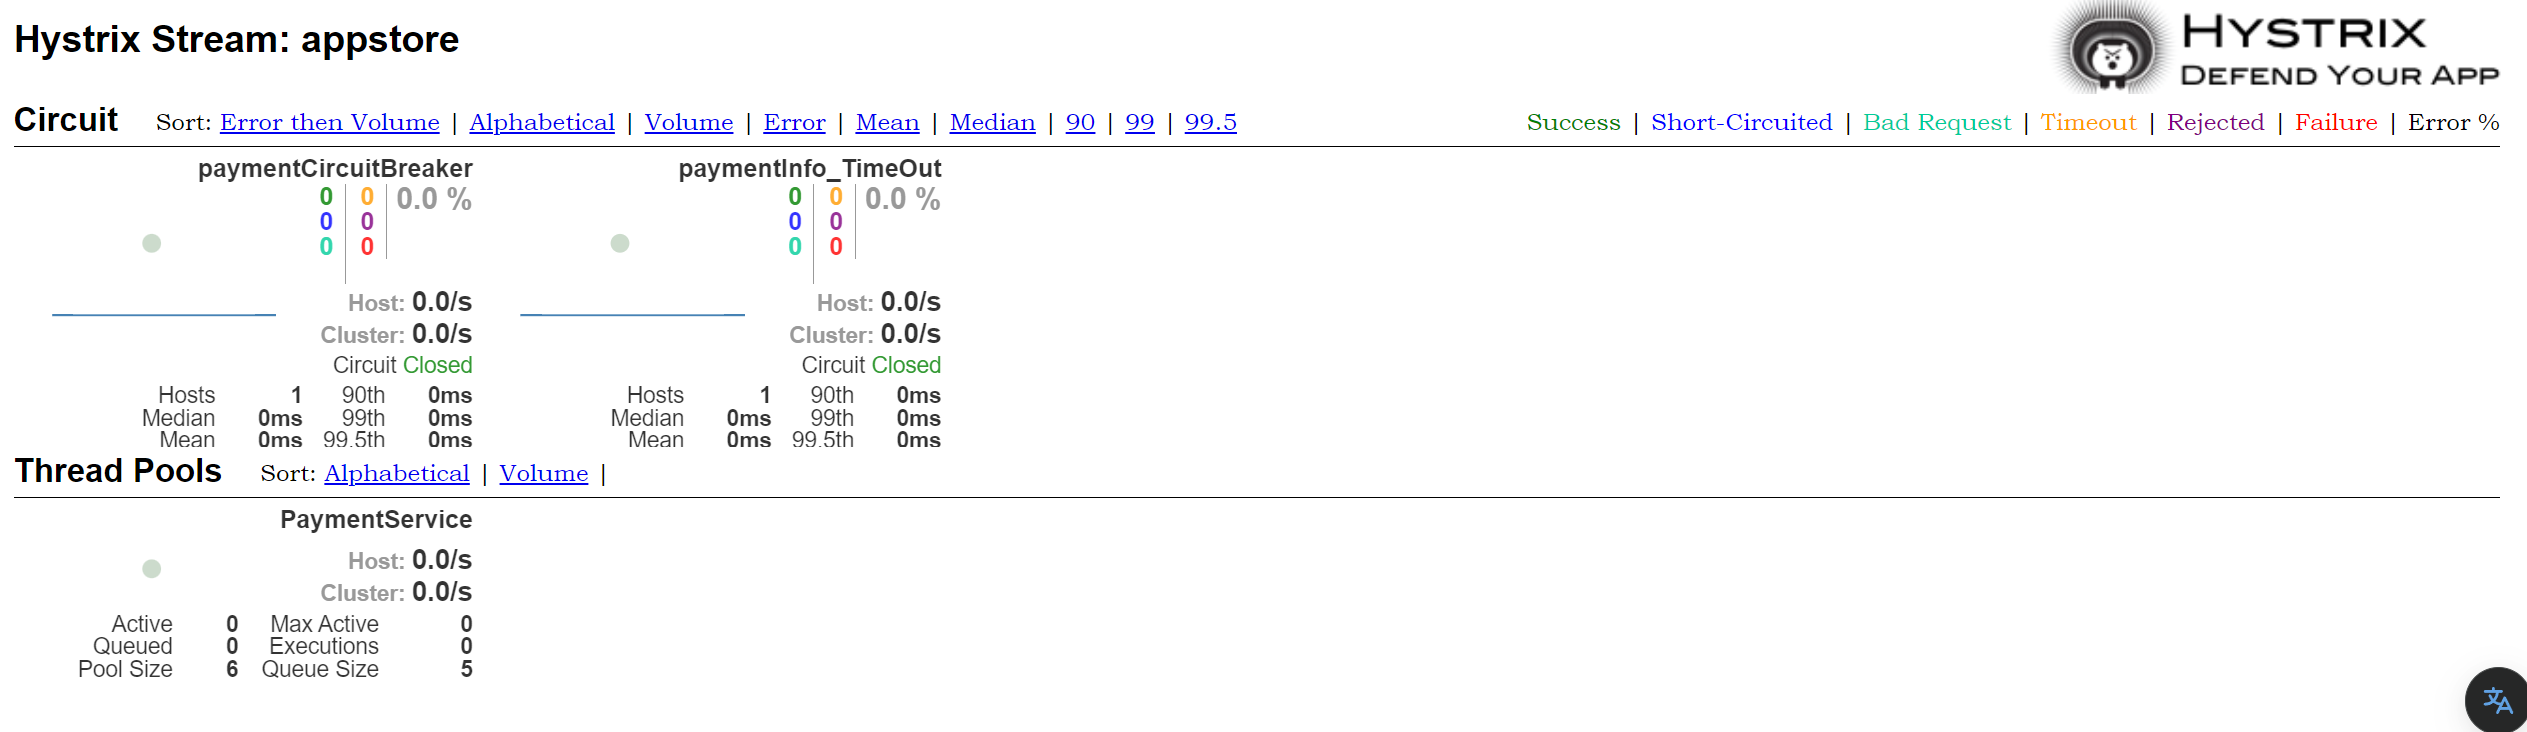 Hystrix Stream: appstore
HYSTRIX
DEFEND YOUR APP
Circuit Sort: Error then Volume | Alphabetical | Volume | Error | Mean | Median | 90 | 99 | 99.5
Success | Short-Circuited | Bad Request | Timeout | Rejected | Failure | Error %
paymentCircuitBreaker
0 0 0.0 %
0 0
0 0
Host: 0.0/s
Cluster: 0.0/s
Circuit Closed
Hosts 1 90th 0ms
Median 0ms 99th 0ms
Mean 0ms 99.5th 0ms
paymentInfo_TimeOut
0 0 0.0 %
0 0
0 0
Host: 0.0/s
Cluster: 0.0/s
Circuit Closed
Hosts 1 90th 0ms
Median 0ms 99th 0ms
Mean 0ms 99.5th 0ms
Thread Pools Sort: Alphabetical | Volume |
PaymentService
Host: 0.0/s
Cluster: 0.0/s
Active 0 Max Active 0
Queued 0 Executions 0
Pool Size 6 Queue Size 5